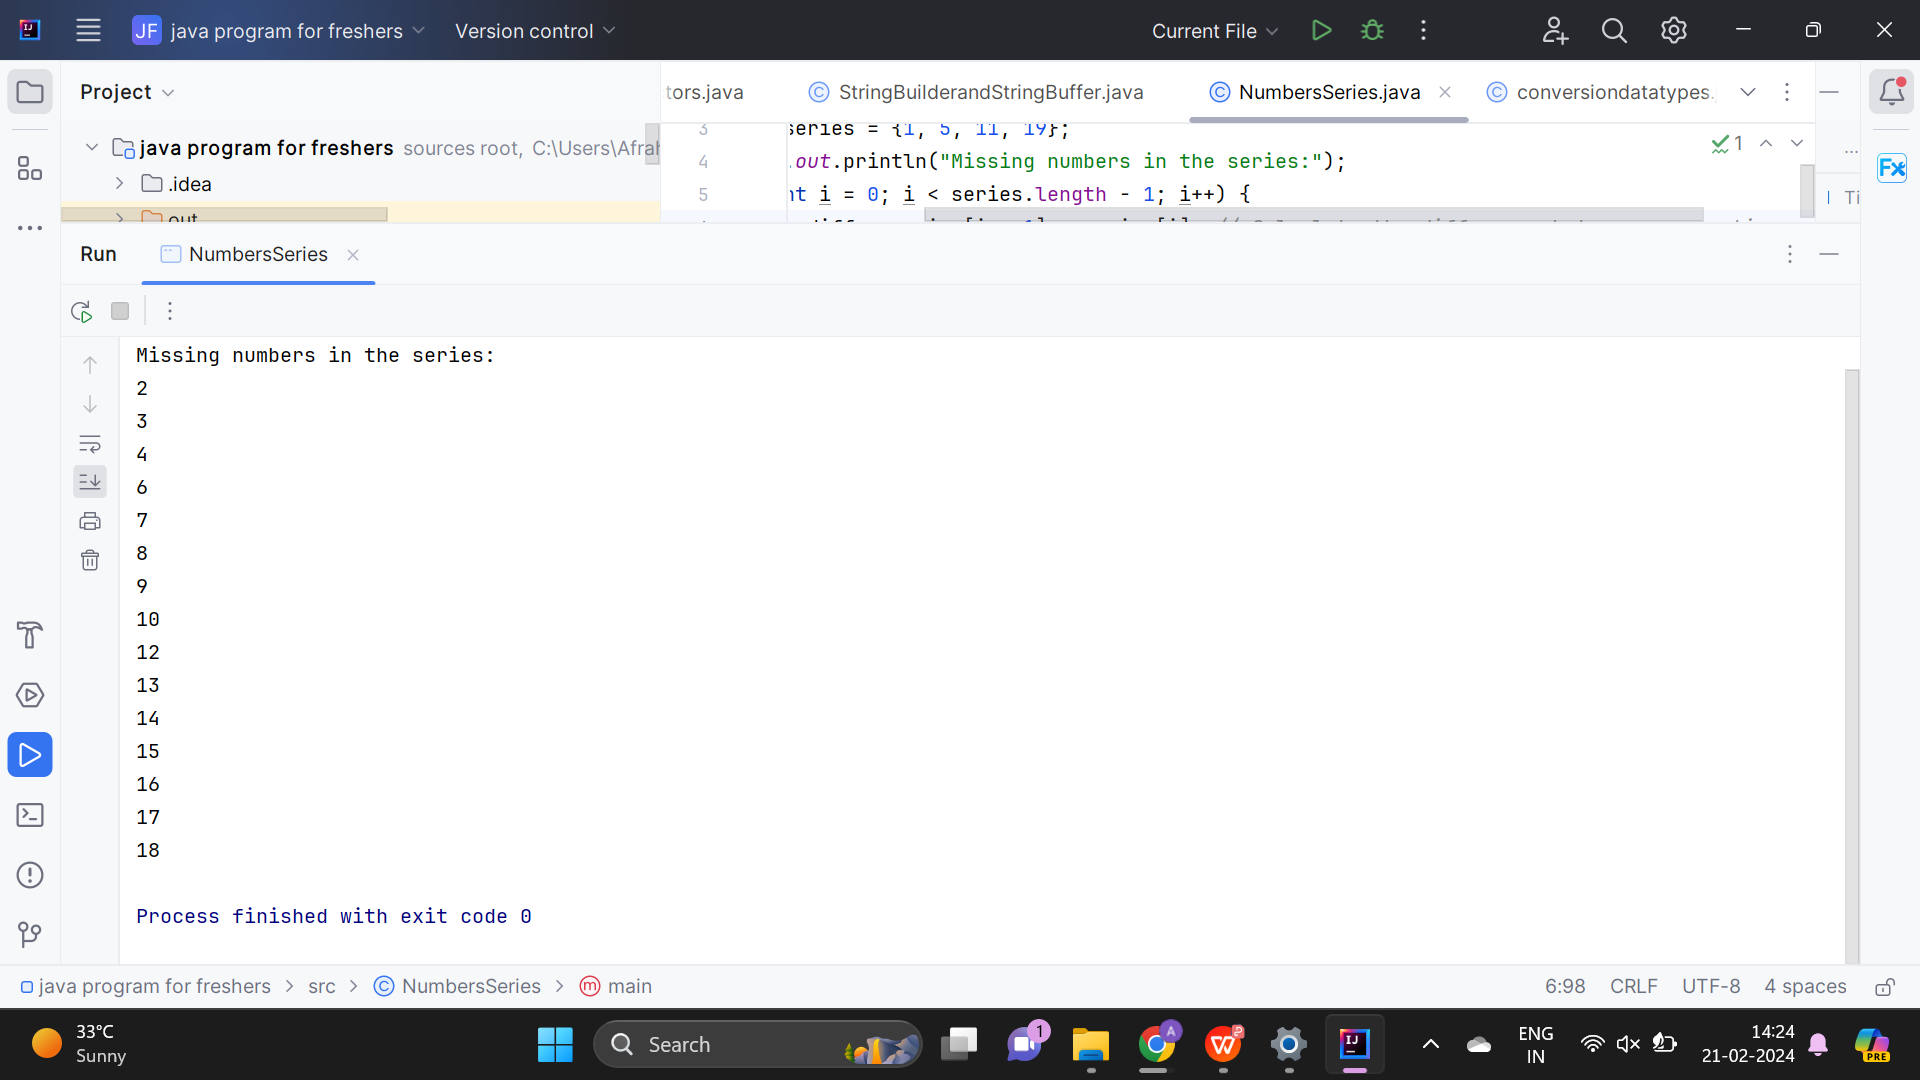 JF java program for freshers Version control Current File
Project
tors.java StringBuilderandStringBuffer.java NumbersSeries.java conversiondatatypes.
java program for freshers sources root, C:\Users\Afrah
.idea
out
3 series = {1, 5, 11, 19};
4 .out.println("Missing numbers in the series:");
5 nt i = 0; i < series.length - 1; i++) {
1
Ti
Run NumbersSeries
Missing numbers in the series:
2
3
4
6
7
8
9
10
12
13
14
15
16
17
18
Process finished with exit code 0
java program for freshers > src > NumbersSeries > main 6:98 CRLF UTF-8 4 spaces
33°C
Sunny
Search
1
A
ENG
IN
14:24
21-02-2024
PRE